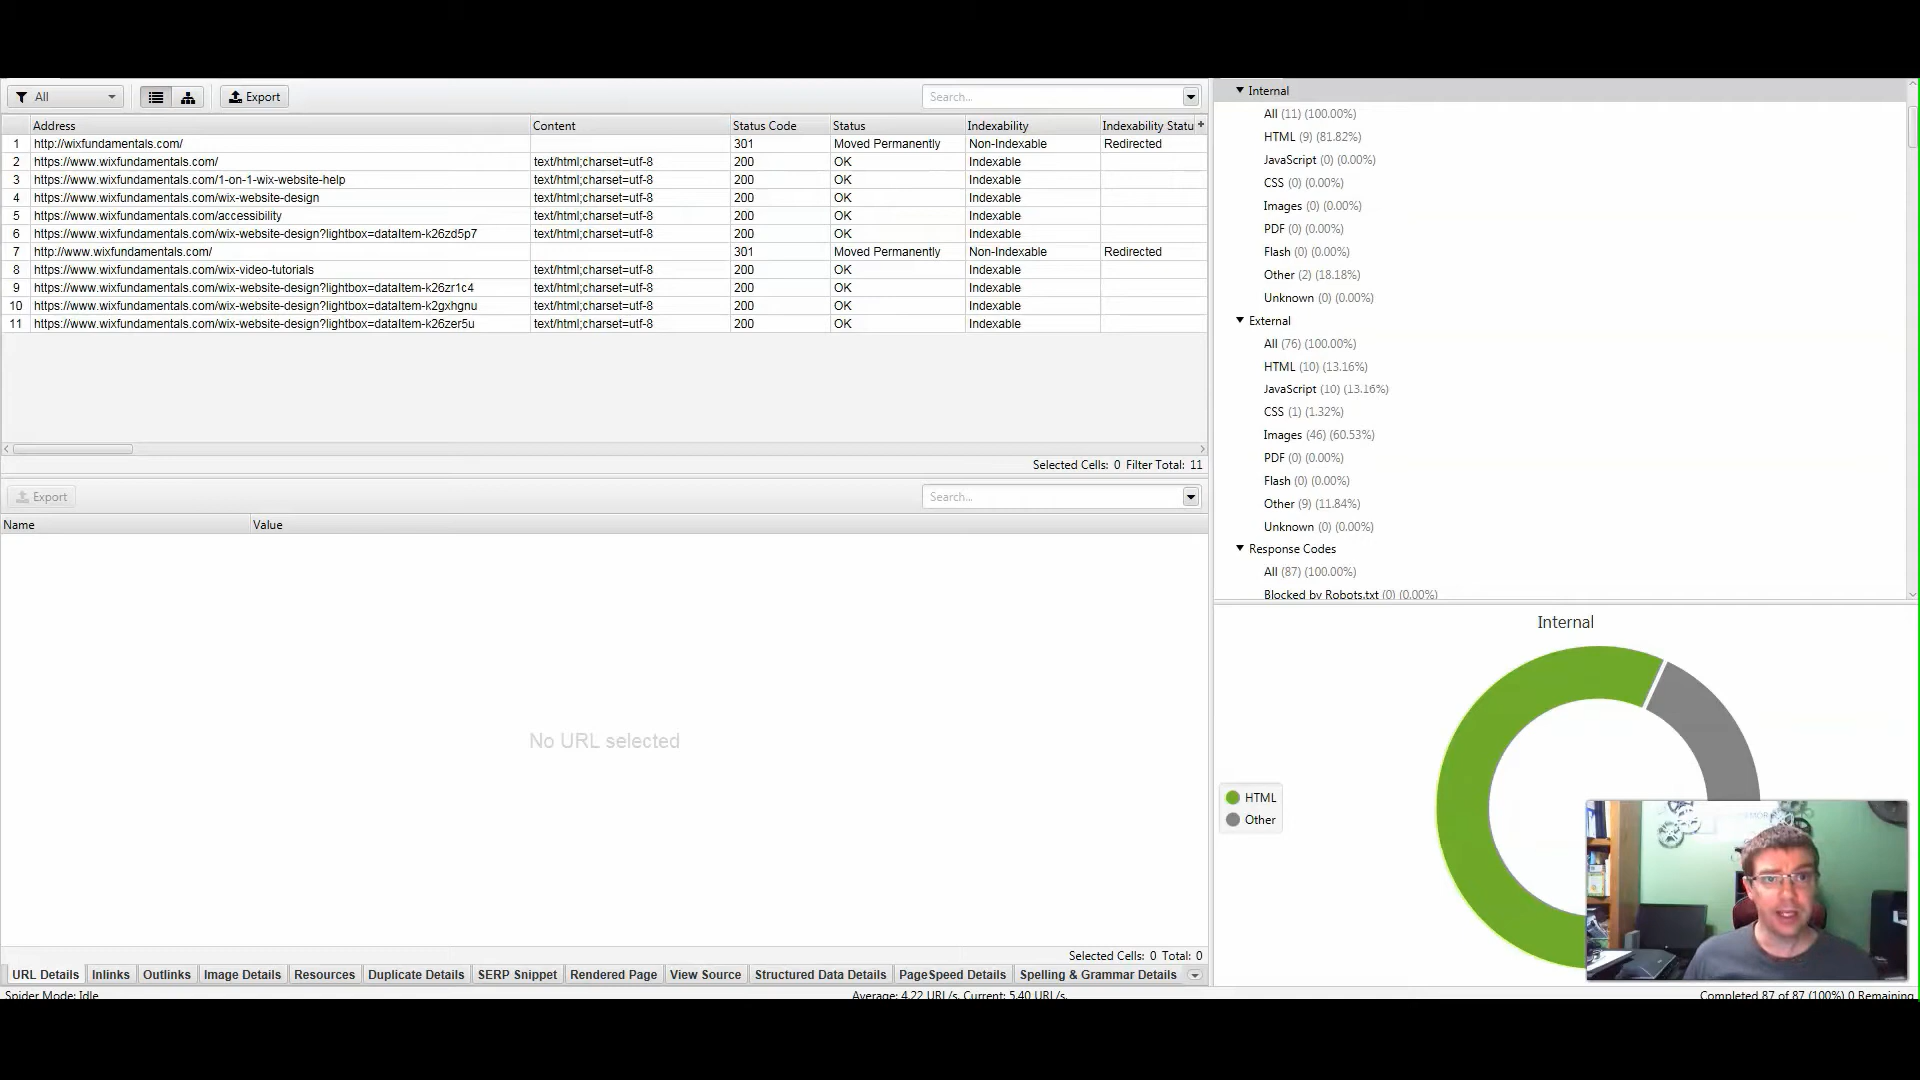 All
Export
Search...
Address Content Status Code Status Indexability Indexability Statu +
1 http://wixfundamentals.com/ 301 Moved Permanently Non-Indexable Redirected
2 https://www.wixfundamentals.com/ text/html;charset=utf-8 200 OK Indexable
3 https://www.wixfundamentals.com/1-on-1-wix-website-help text/html;charset=utf-8 200 OK Indexable
4 https://www.wixfundamentals.com/wix-website-design text/html;charset=utf-8 200 OK Indexable
5 https://www.wixfundamentals.com/accessibility text/html;charset=utf-8 200 OK Indexable
6 https://www.wixfundamentals.com/wix-website-design?lightbox=dataItem-k26zd5p7 text/html;charset=utf-8 200 OK Indexable
7 http://www.wixfundamentals.com/ 301 Moved Permanently Non-Indexable Redirected
8 https://www.wixfundamentals.com/wix-video-tutorials text/html;charset=utf-8 200 OK Indexable
9 https://www.wixfundamentals.com/wix-website-design?lightbox=dataItem-k26zr1c4 text/html;charset=utf-8 200 OK Indexable
10 https://www.wixfundamentals.com/wix-website-design?lightbox=dataItem-k2gxhgnu text/html;charset=utf-8 200 OK Indexable
11 https://www.wixfundamentals.com/wix-website-design?lightbox=dataItem-k26zer5u text/html;charset=utf-8 200 OK Indexable
Selected Cells: 0 Filter Total: 11
Export
Search...
Name Value
No URL selected
Selected Cells: 0 Total: 0
URL Details Inlinks Outlinks Image Details Resources Duplicate Details SERP Snippet Rendered Page View Source Structured Data Details PageSpeed Details Spelling & Grammar Details
Spider Mode: Idle Average: 4.22 URL/s. Current: 5.40 URL/s. Completed 87 of 87 (100%) 0 Remaining
Internal
All (11) (100.00%)
HTML (9) (81.82%)
JavaScript (0) (0.00%)
CSS (0) (0.00%)
Images (0) (0.00%)
PDF (0) (0.00%)
Flash (0) (0.00%)
Other (2) (18.18%)
Unknown (0) (0.00%)
External
All (76) (100.00%)
HTML (10) (13.16%)
JavaScript (10) (13.16%)
CSS (1) (1.32%)
Images (46) (60.53%)
PDF (0) (0.00%)
Flash (0) (0.00%)
Other (9) (11.84%)
Unknown (0) (0.00%)
Response Codes
All (87) (100.00%)
Blocked by Robots.txt (0) (0.00%)
Internal
HTML
Other